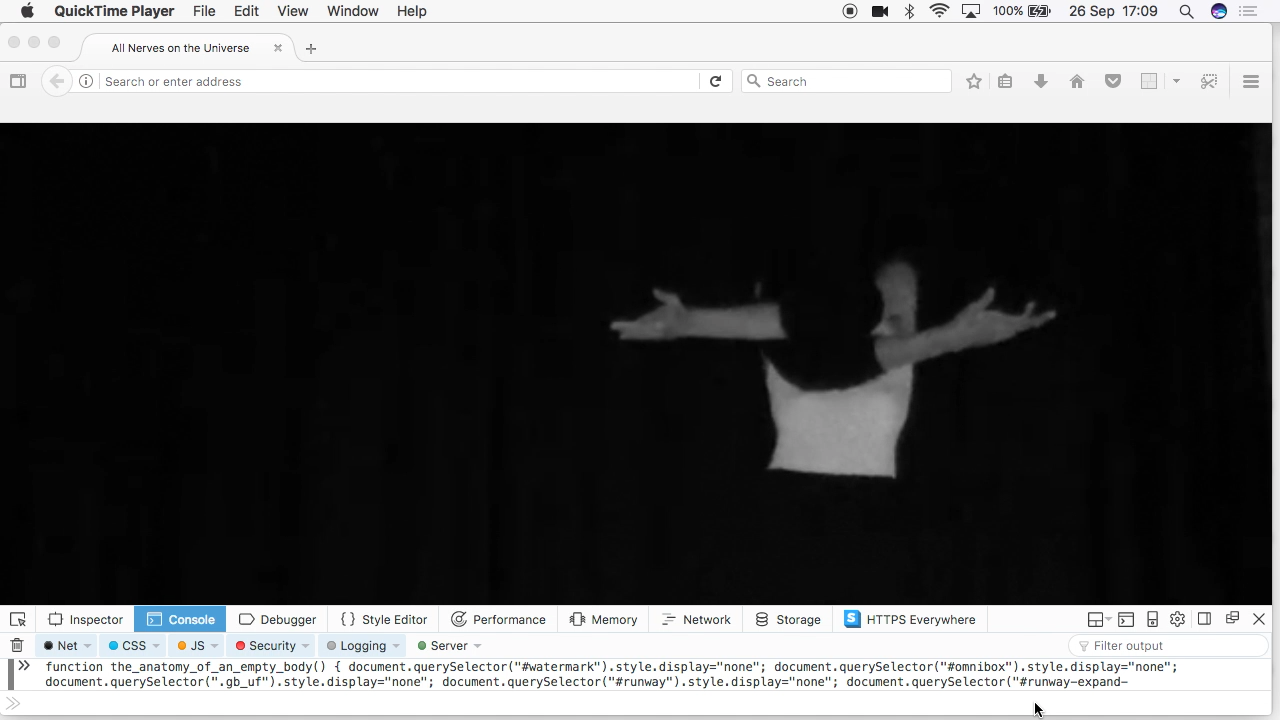 QuickTime Player File Edit View Window Help 100% 26 Sep 17:09
All Nerves on the Universe
Search or enter address Search
Inspector Console Debugger Style Editor Performance Memory Network Storage HTTPS Everywhere
Net CSS JS Security Logging Server Filter output
function the_anatomy_of_an_empty_body() { document.querySelector("#watermark").style.display="none"; document.querySelector("#omnibox").style.display="none";
document.querySelector(".gb_uf").style.display="none"; document.querySelector("#runway").style.display="none"; document.querySelector("#runway-expand-